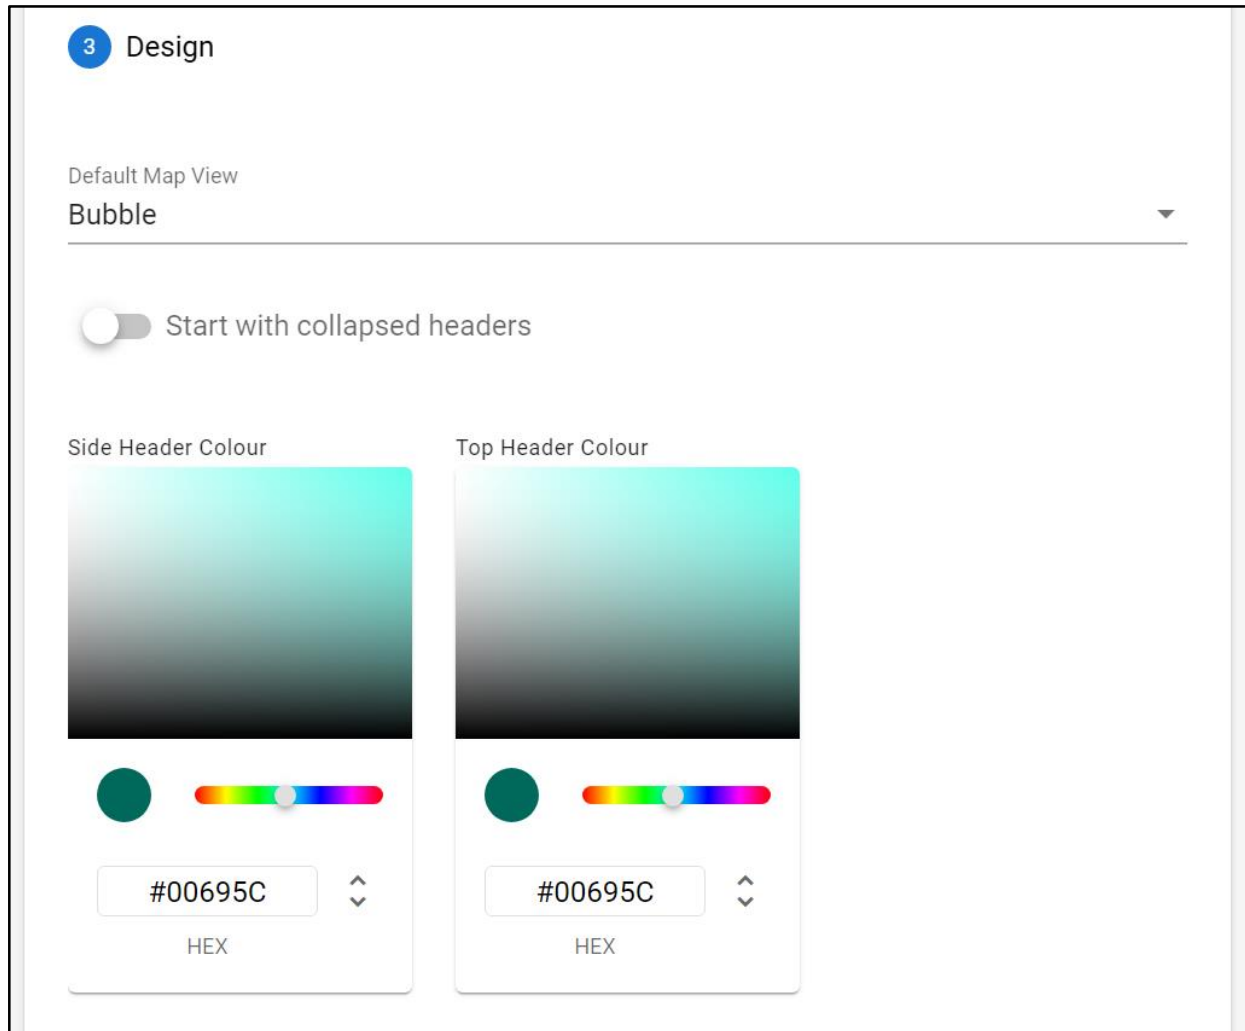 3 Design
Default Map View
Bubble
Start with collapsed headers
Side Header Colour Top Header Colour
#00695C #00695C
HEX HEX